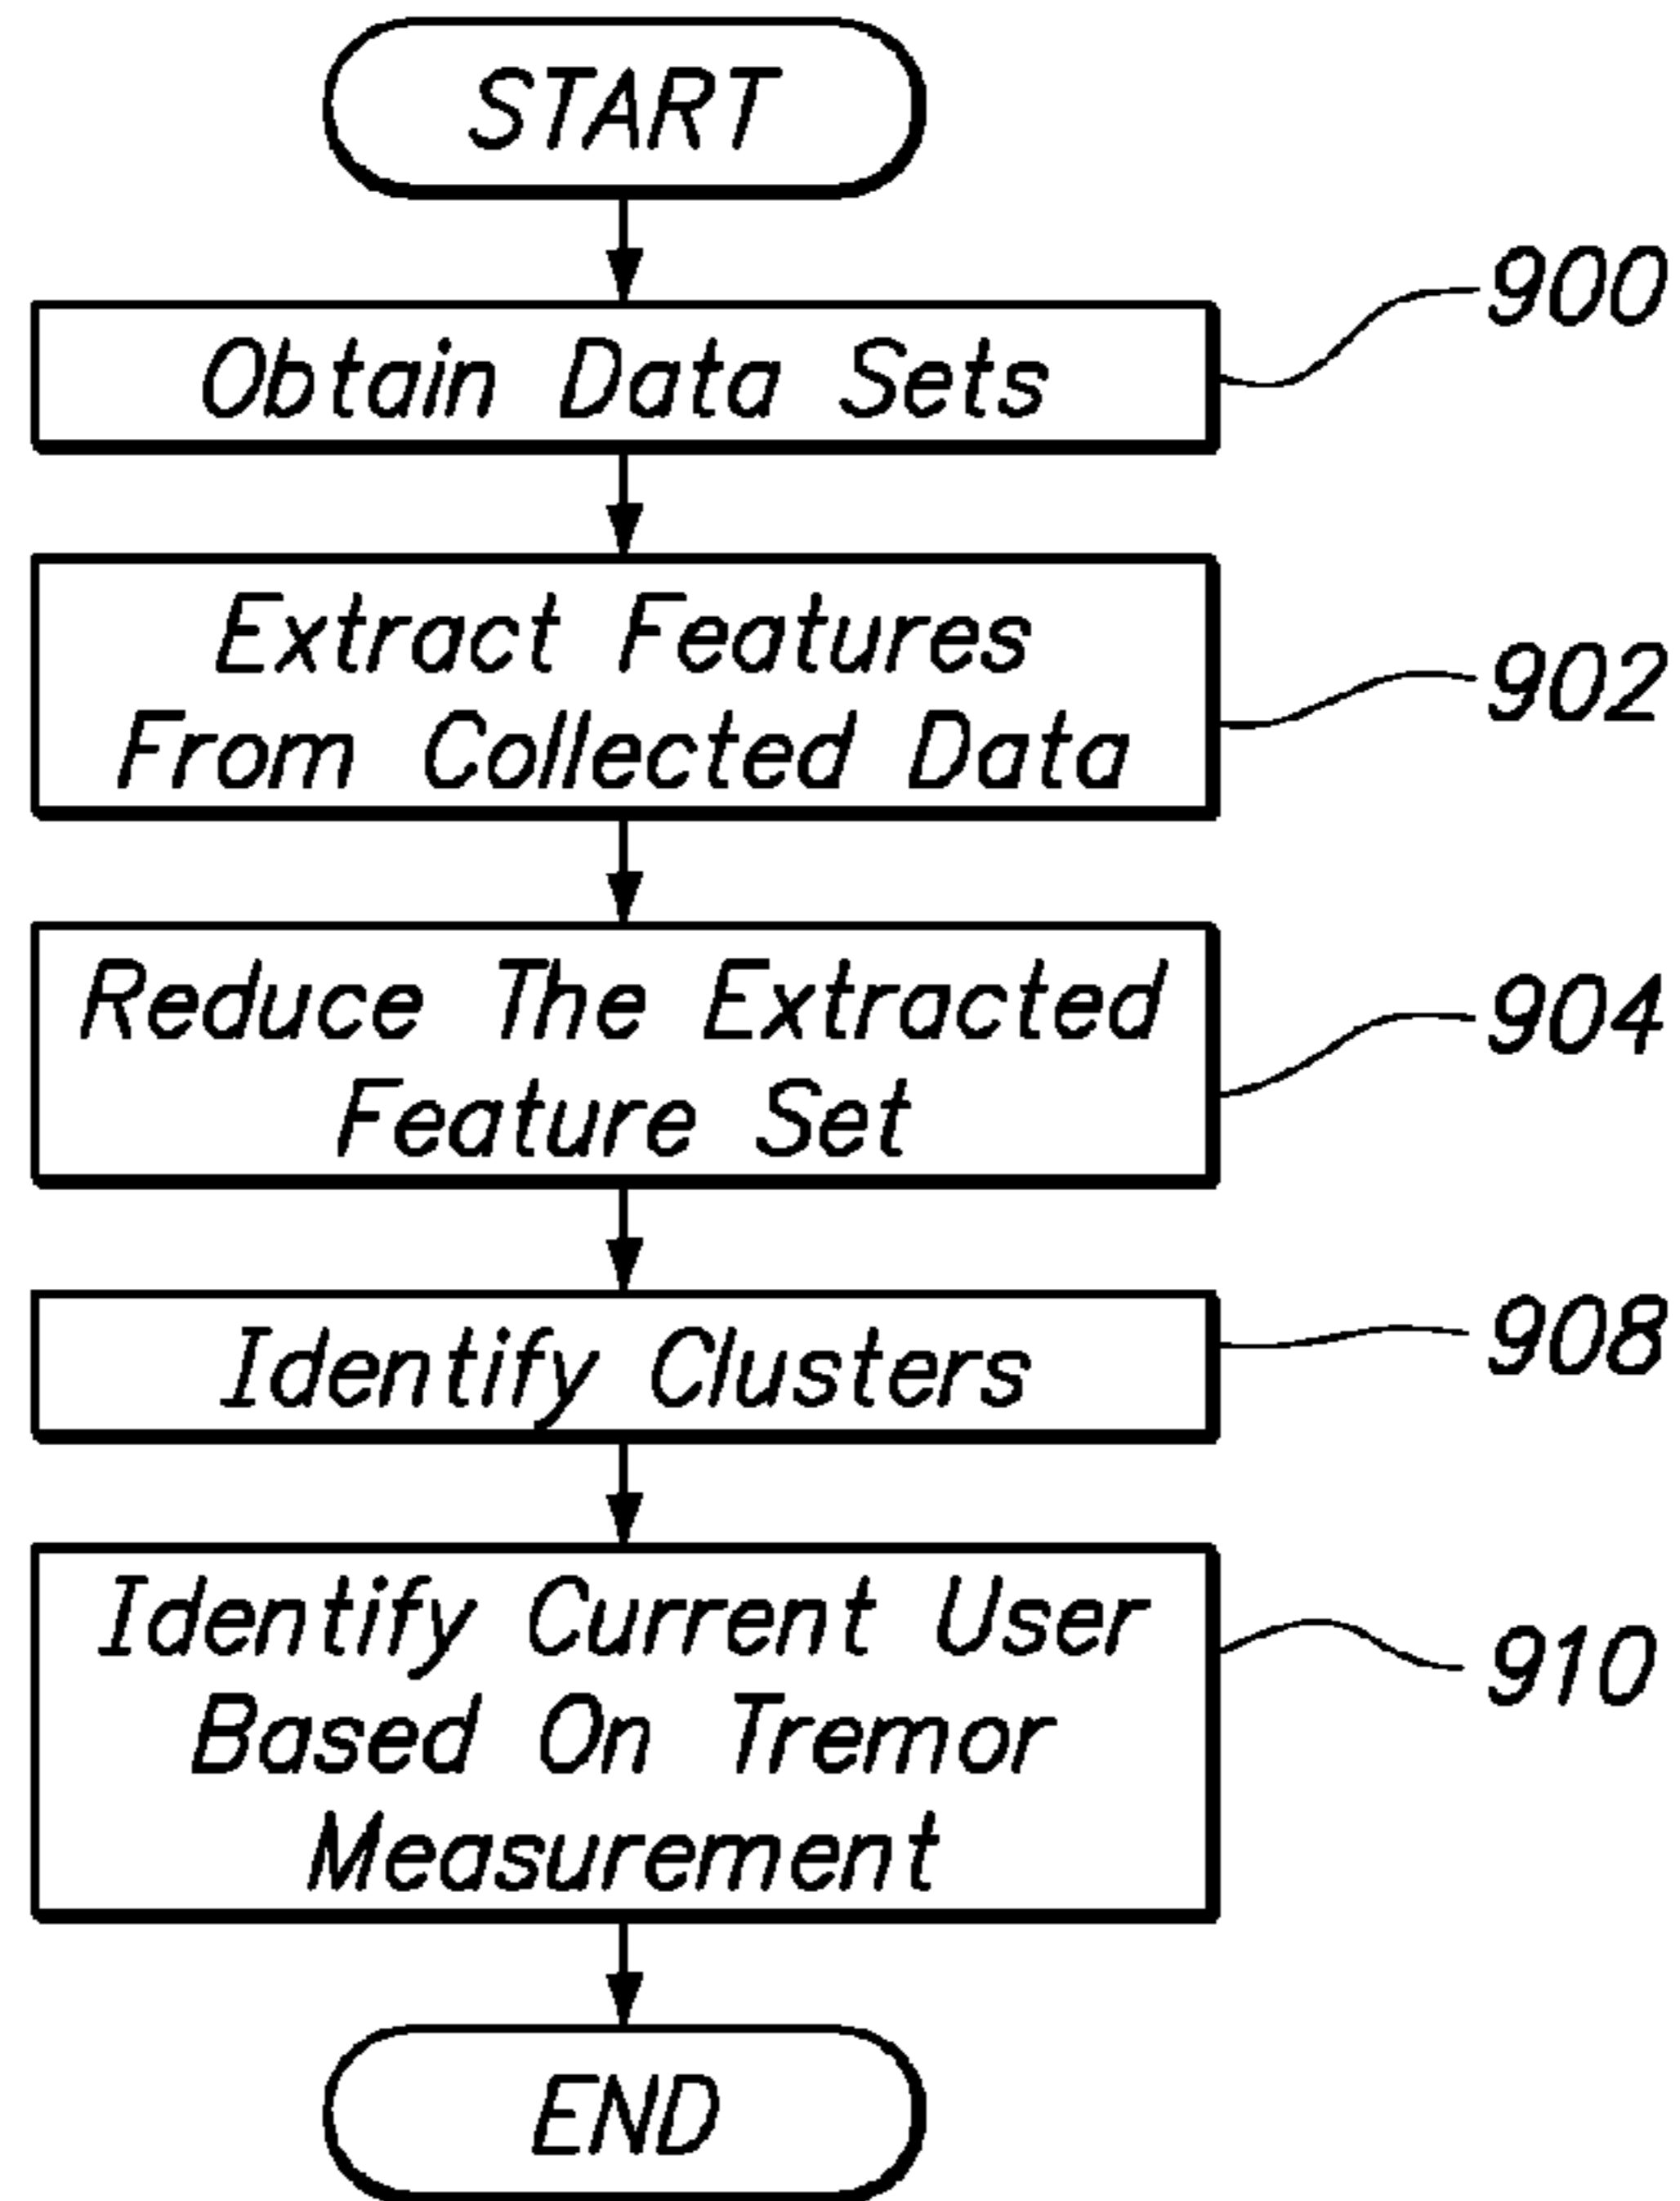 START
900
Obtain Data Sets
902
Extract Features
From Collected Data
904
Reduce The Extracted
Feature Set
908
Identify Clusters
910
Identify Current User
Based On Tremor
Measurement
END